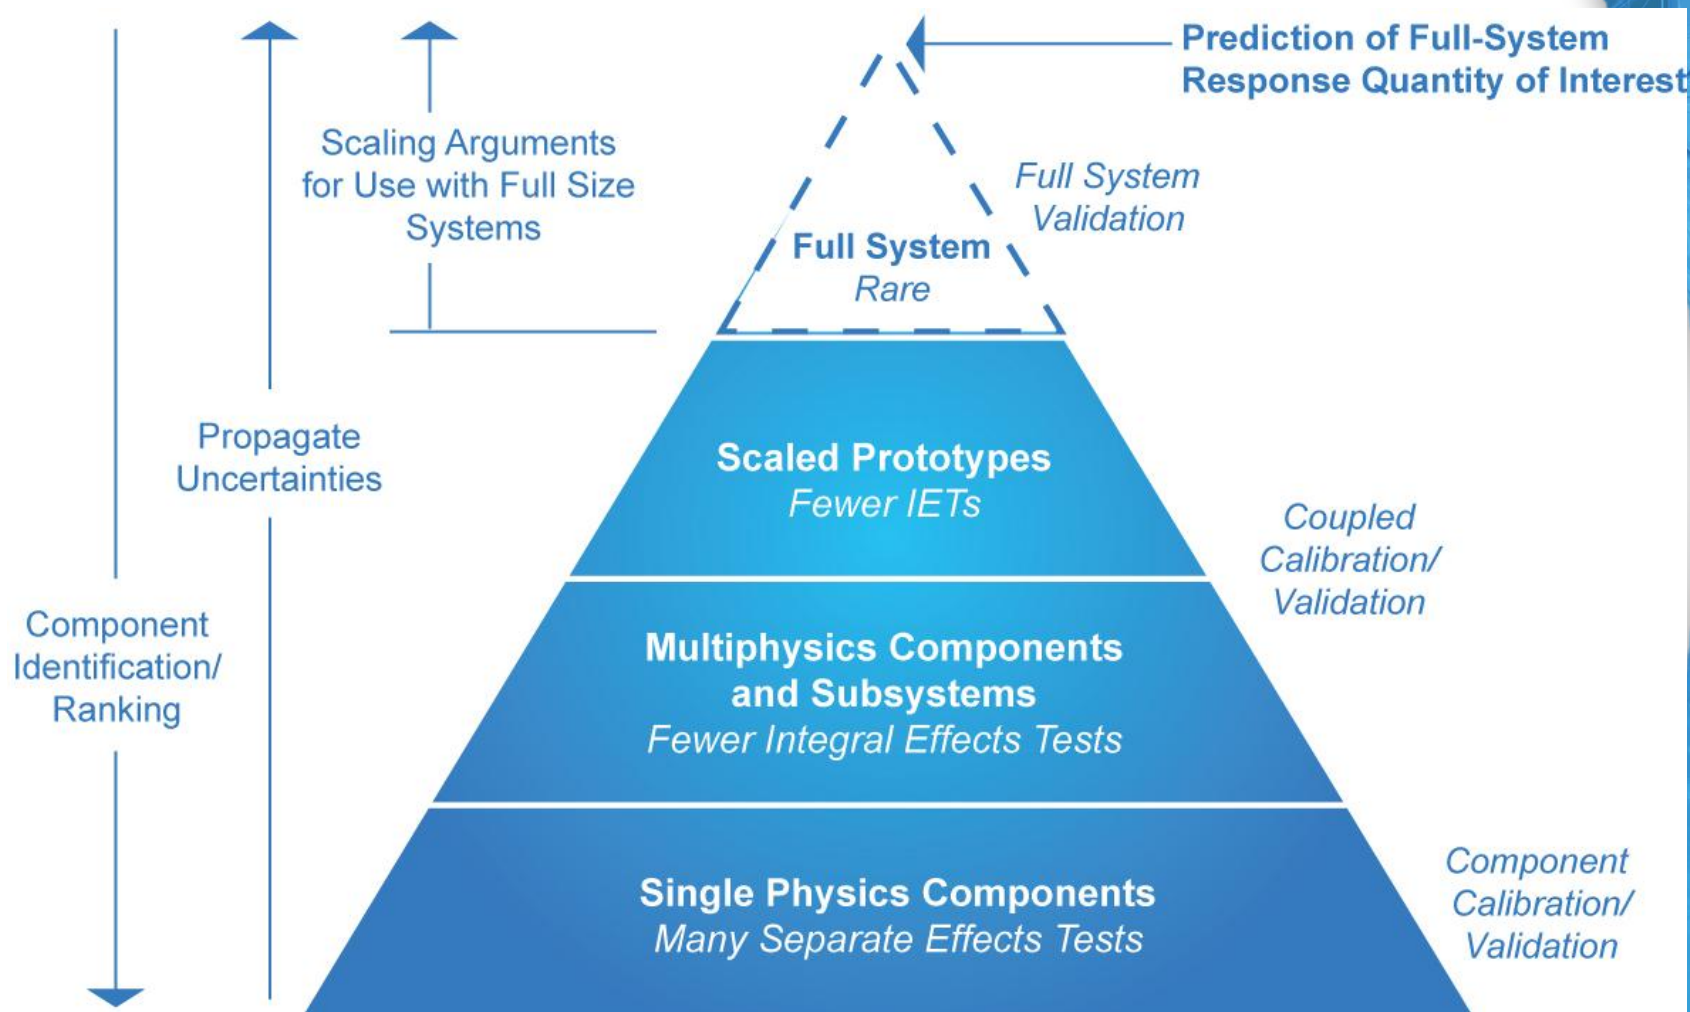 Prediction of Full-System
Response Quantity of Interest
Scaling Arguments
for Use with Full Size
Systems
Full System
Validation
Full System
Rare
Propagate
Uncertainties
Scaled Prototypes
Fewer IETs
Coupled
Calibration/
Validation
Component
Identification/
Ranking
Multiphysics Components
and Subsystems
Fewer Integral Effects Tests
Single Physics Components
Many Separate Effects Tests
Component
Calibration/
Validation